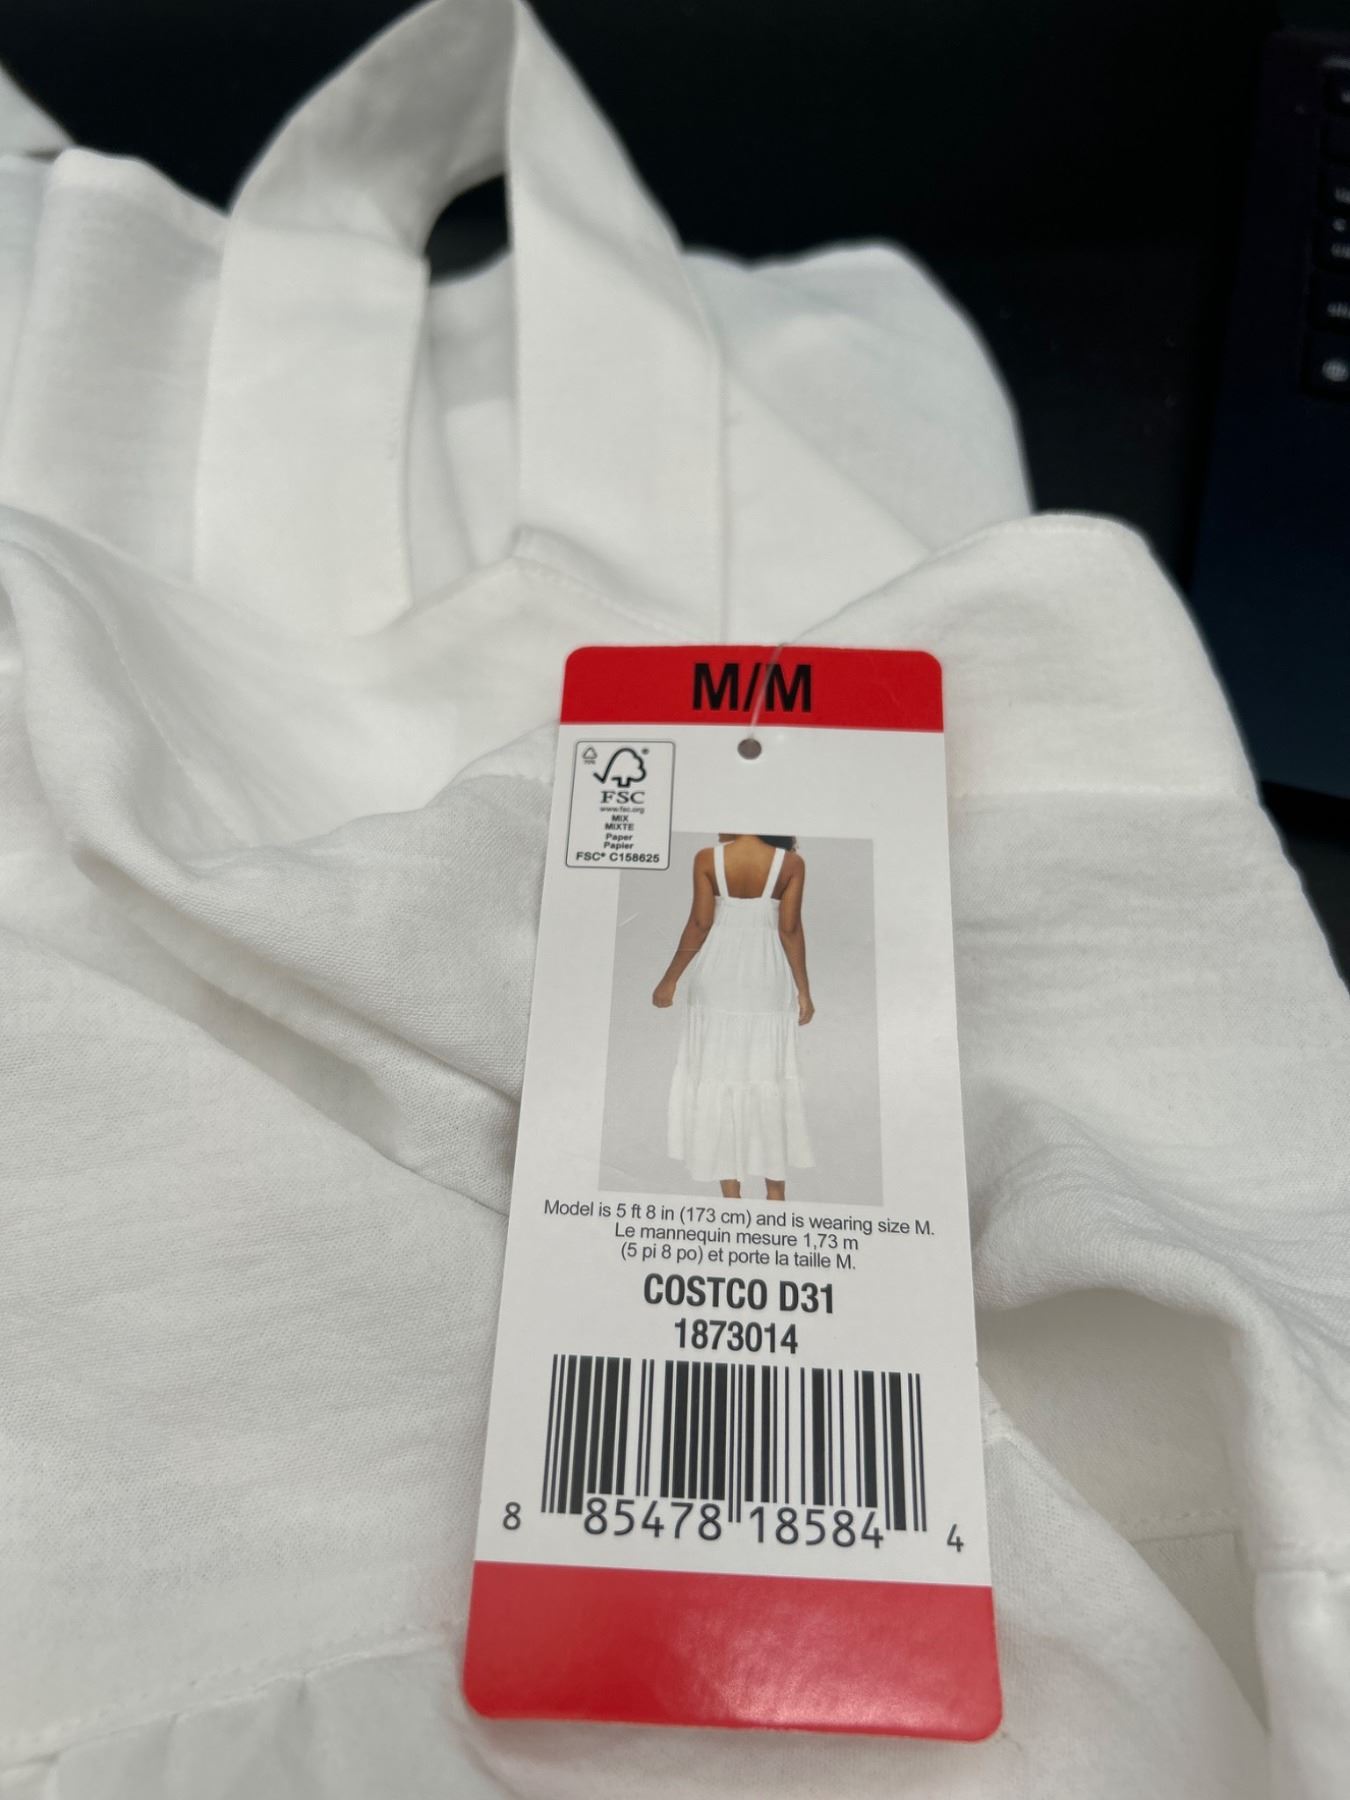 M/M
FSC®
www.fsc.org
MIX
MIXTE
Paper
Papier
FSC® C158625
Model is 5 ft 8 in (173 cm) and is wearing size M.
Le mannequin mesure 1,73 m
(5 pi 8 po) et porte la taille M.
COSTCO D31
1873014
8 85478 18584 4